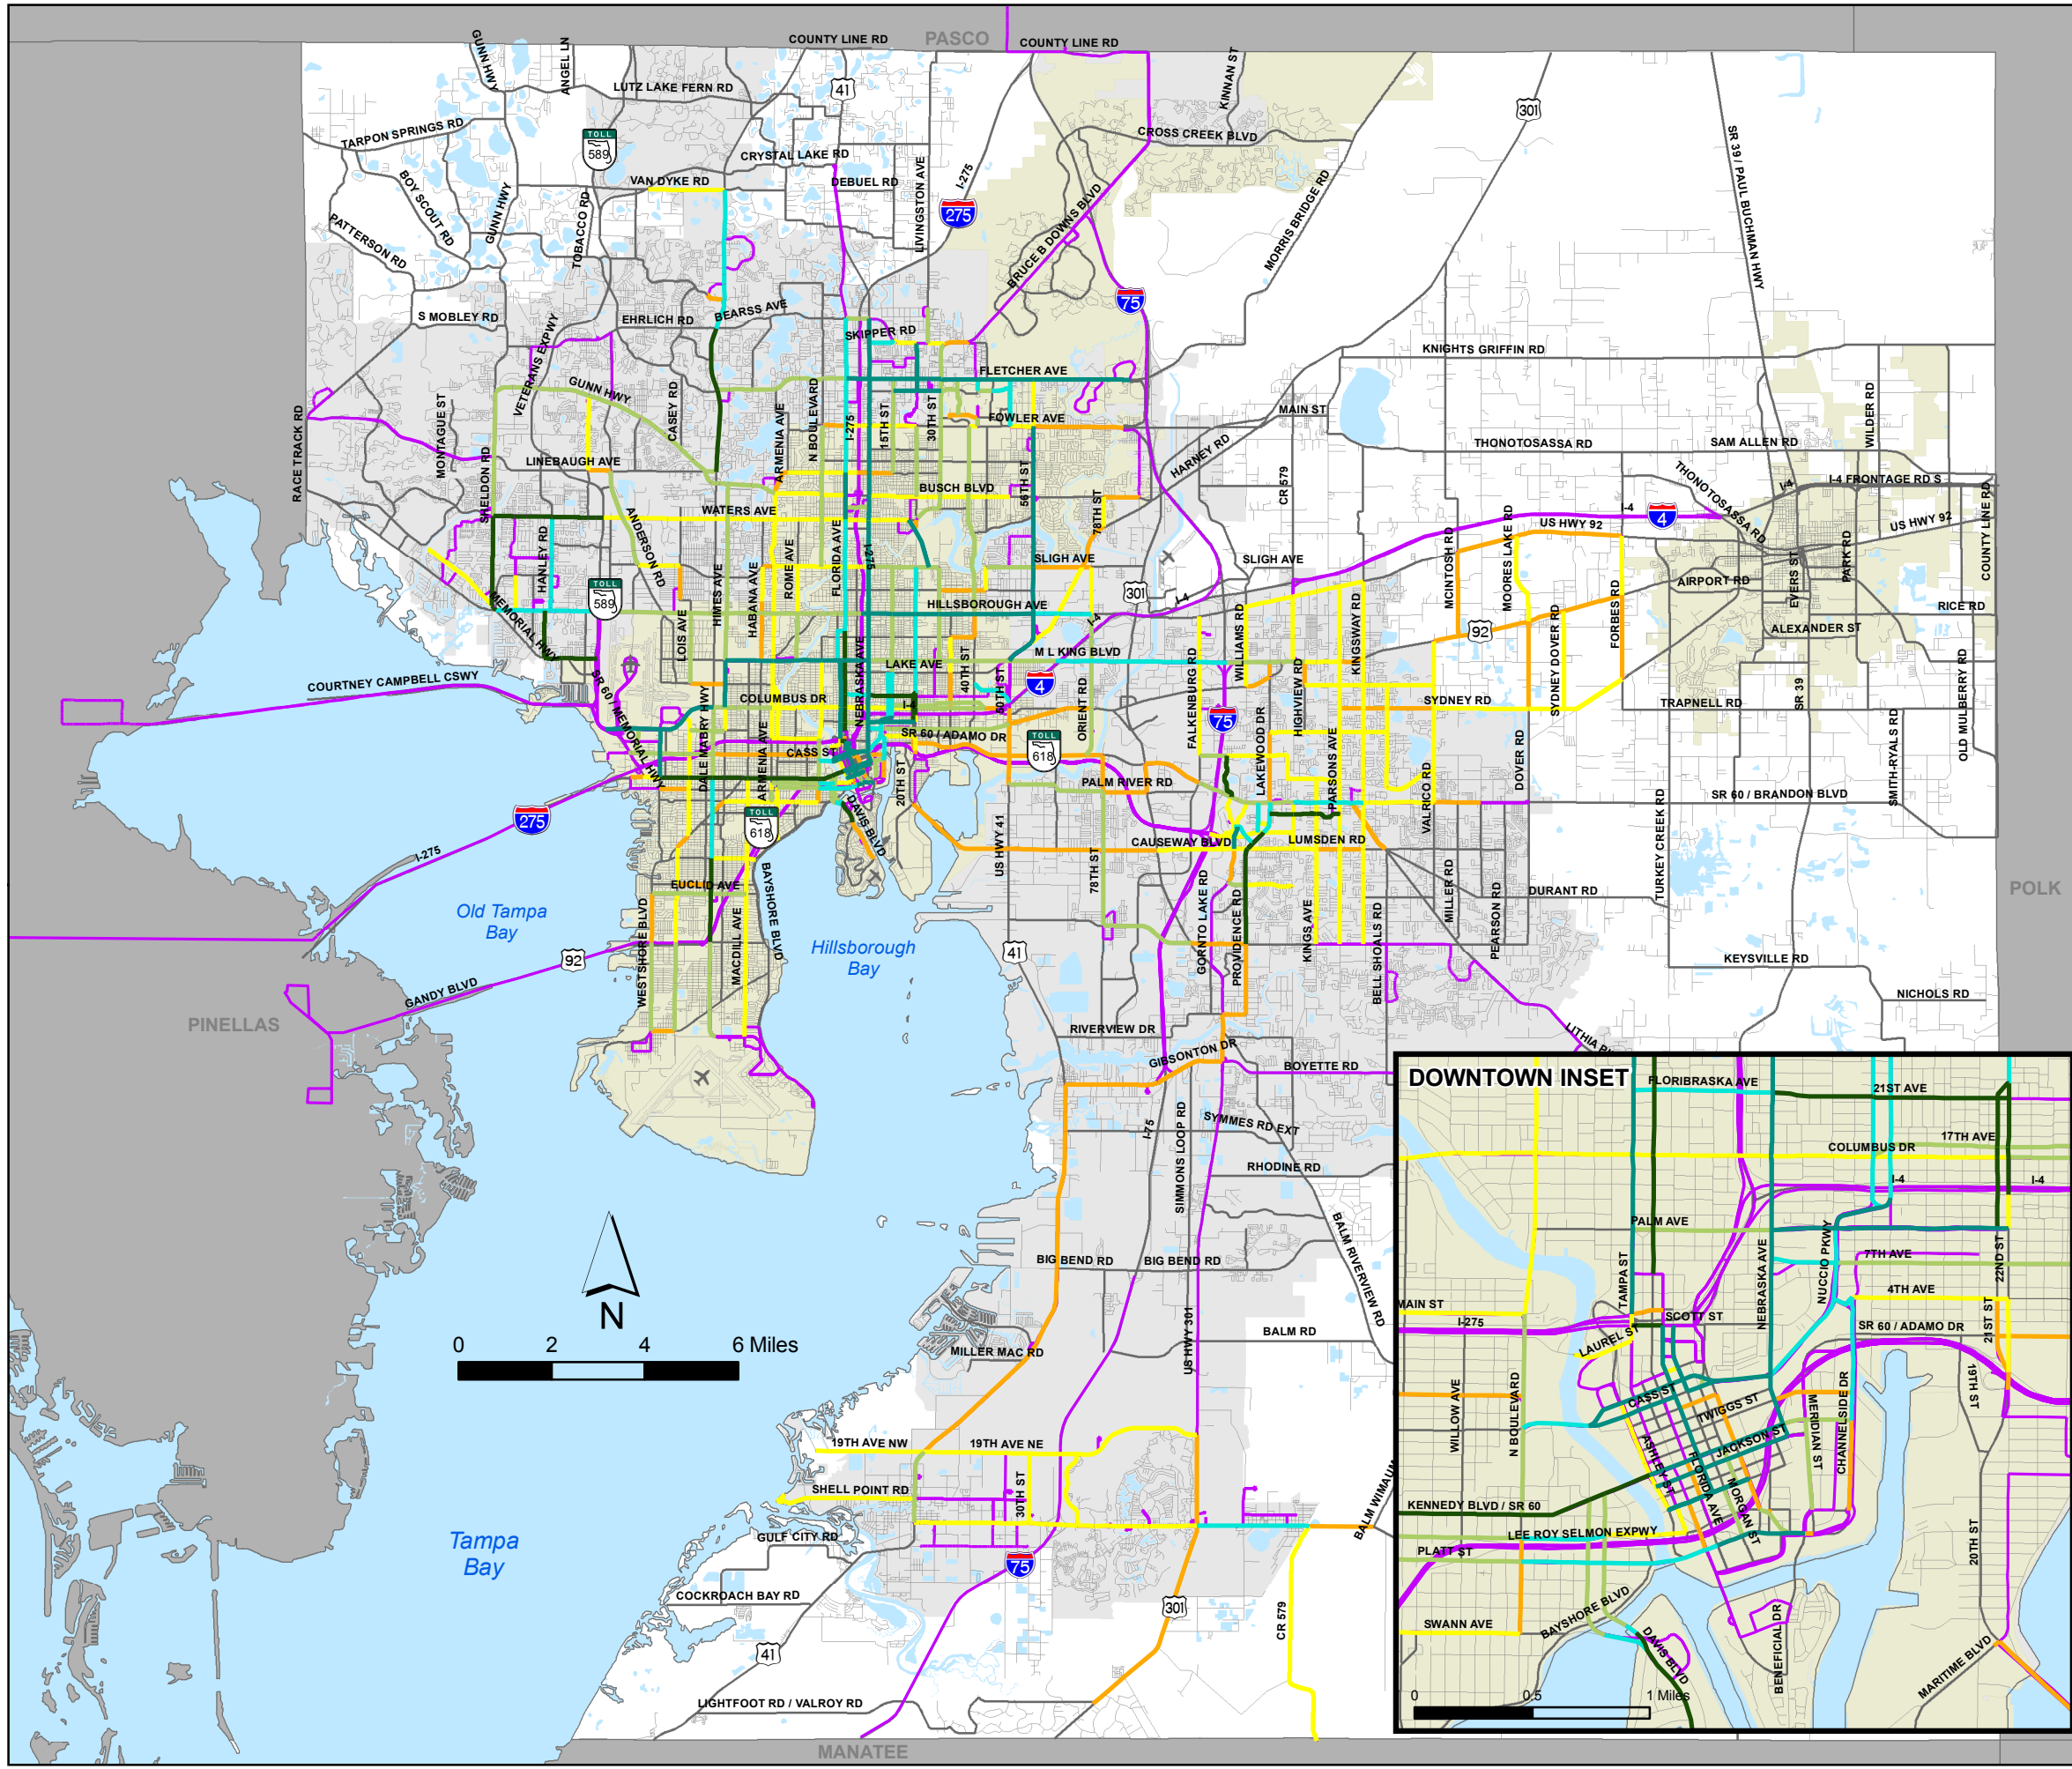 PASCO
COUNTY LINE RD
COUNTY LINE RD
GUNN HWY
ANGEL LN
KINNAN ST
LUTZ LAKE FERN RD
41
301
TARPON SPRINGS RD
TOLL
589
CROSS CREEK BLVD
SR 39 / PAUL BUCHMAN HWY
CRYSTAL LAKE RD
VAN DYKE RD
DEBUEL RD
LIVINGSTON AVE
I-275
275
BOY SCOUT RD
GUNN HWY
TOBACCO RD
BRUCE B DOWNS BLVD
MORRIS BRIDGE RD
PATTERSON RD
75
S MOBLEY RD
EHRLICH RD
BEARSS AVE
VETERANS EXPWY
SKIPPER RD
KNIGHTS GRIFFIN RD
FLETCHER AVE
GUNN HWY
CASEY RD
MONTAGUE ST
RACE TRACK RD
ARMENIA AVE
N BOULEVARD
I-275
15TH ST
30TH ST
FOWLER AVE
MAIN ST
WILDER RD
THONOTOSASSA RD
SAM ALLEN RD
HARNEY RD
LINEBAUGH AVE
SHELDON RD
BUSCH BLVD
56TH ST
78TH ST
CR 579
THONOTOSASSA RD
I-4
I-4 FRONTAGE RD S
WATERS AVE
I-4
4
US HWY 92
US HWY 92
COUNTY LINE RD
HANLEY RD
ANDERSON RD
FLORIDA AVE
I-275
ROME AVE
SLIGH AVE
SLIGH AVE
MCINTOSH RD
MOORES LAKE RD
PARK RD
EVERS ST
AIRPORT RD
TOLL
589
301
I-4
HIMES AVE
HABANA AVE
LOIS AVE
MEMORIAL HWY
HILLSBOROUGH AVE
I-4
WILLIAMS RD
KINGSWAY RD
92
SYDNEY DOVER RD
FORBES RD
RICE RD
ALEXANDER ST
M L KING BLVD
LAKE AVE
40TH ST
NEBRASKA AVE
50TH ST
4
FALKENBURG RD
HIGHVIEW RD
OLD MULBERRY RD
COURTNEY CAMPBELL CSWY
SR 60 / MEMORIAL HWY
COLUMBUS DR
I-4
ORIENT RD
75
LAKEWOOD DR
SYDNEY RD
TRAPNELL RD
SR 39
SMITH-RYALS RD
DALE MABRY HWY
ARMENIA AVE
CASS ST
SR 60 / ADAMO DR
TOLL
618
PARSONS AVE
DOVER RD
VALRICO RD
20TH ST
PALM RIVER RD
SR 60 / BRANDON BLVD
TOLL
618
DAVIS BLVD
275
I-275
US HWY 41
CAUSEWAY BLVD
LUMSDEN RD
TURKEY CREEK RD
EUCLID AVE
BAYSHORE BLVD
78TH ST
GORNTO LAKE RD
PROVIDENCE RD
KINGS AVE
MILLER RD
PEARSON RD
DURANT RD
POLK
Old Tampa
Bay
WESTSHORE BLVD
MACDILL AVE
Hillsborough
Bay
41
BELL SHOALS RD
92
GANDY BLVD
KEYSVILLE RD
NICHOLS RD
PINELLAS
RIVERVIEW DR
GIBSONTON DR
BOYETTE RD
SYMMES RD EXT
I-75
SIMMONS LOOP RD
RHODINE RD
BALM RIVERVIEW RD
BIG BEND RD
BIG BEND RD
N
0 2 4 6 Miles
US HWY 301
BALM RD
MILLER MAC RD
19TH AVE NW
19TH AVE NE
30TH ST
SHELL POINT RD
GULF CITY RD
Tampa
Bay
75
301
CR 579
COCKROACH BAY RD
41
LIGHTFOOT RD / VALROY RD
MANATEE
DOWNTOWN INSET
FLORIBRASKA AVE
21ST AVE
17TH AVE
COLUMBUS DR
I-4
I-4
PALM AVE
TAMPA ST
NEBRASKA AVE
NUCCIO PKWY
7TH AVE
22ND ST
4TH AVE
MAIN ST
I-275
SCOTT ST
LAUREL ST
SR 60 / ADAMO DR
21ST ST
19TH ST
WILLOW AVE
N BOULEVARD
CASS ST
TWIGGS ST
JACKSON ST
MERIDIAN ST
CHANNELSIDE DR
ASHLEY ST
FLORIDA AVE
MORGAN ST
KENNEDY BLVD / SR 60
LEE ROY SELMON EXPWY
PLATT ST
20TH ST
SWANN AVE
BAYSHORE BLVD
DAVIS BLVD
BENEFICIAL DR
MARITIME BLVD
0 0.5 1 Miles